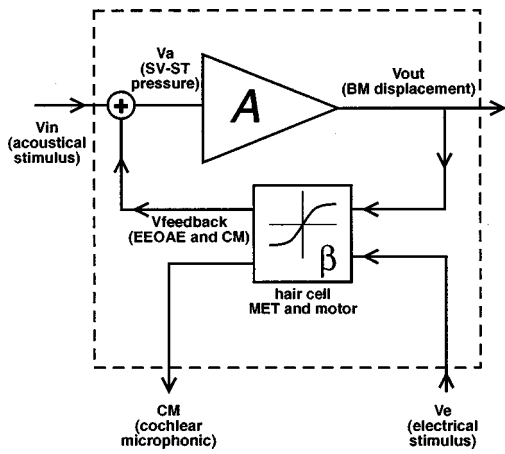 Va
(SV-ST
pressure)
A
Vout
(BM displacement)
+
Vin
(acoustical
stimulus)
Vfeedback
(EEOAE and CM)
β
hair cell
MET and motor
CM
(cochlear
microphonic)
Ve
(electrical
stimulus)